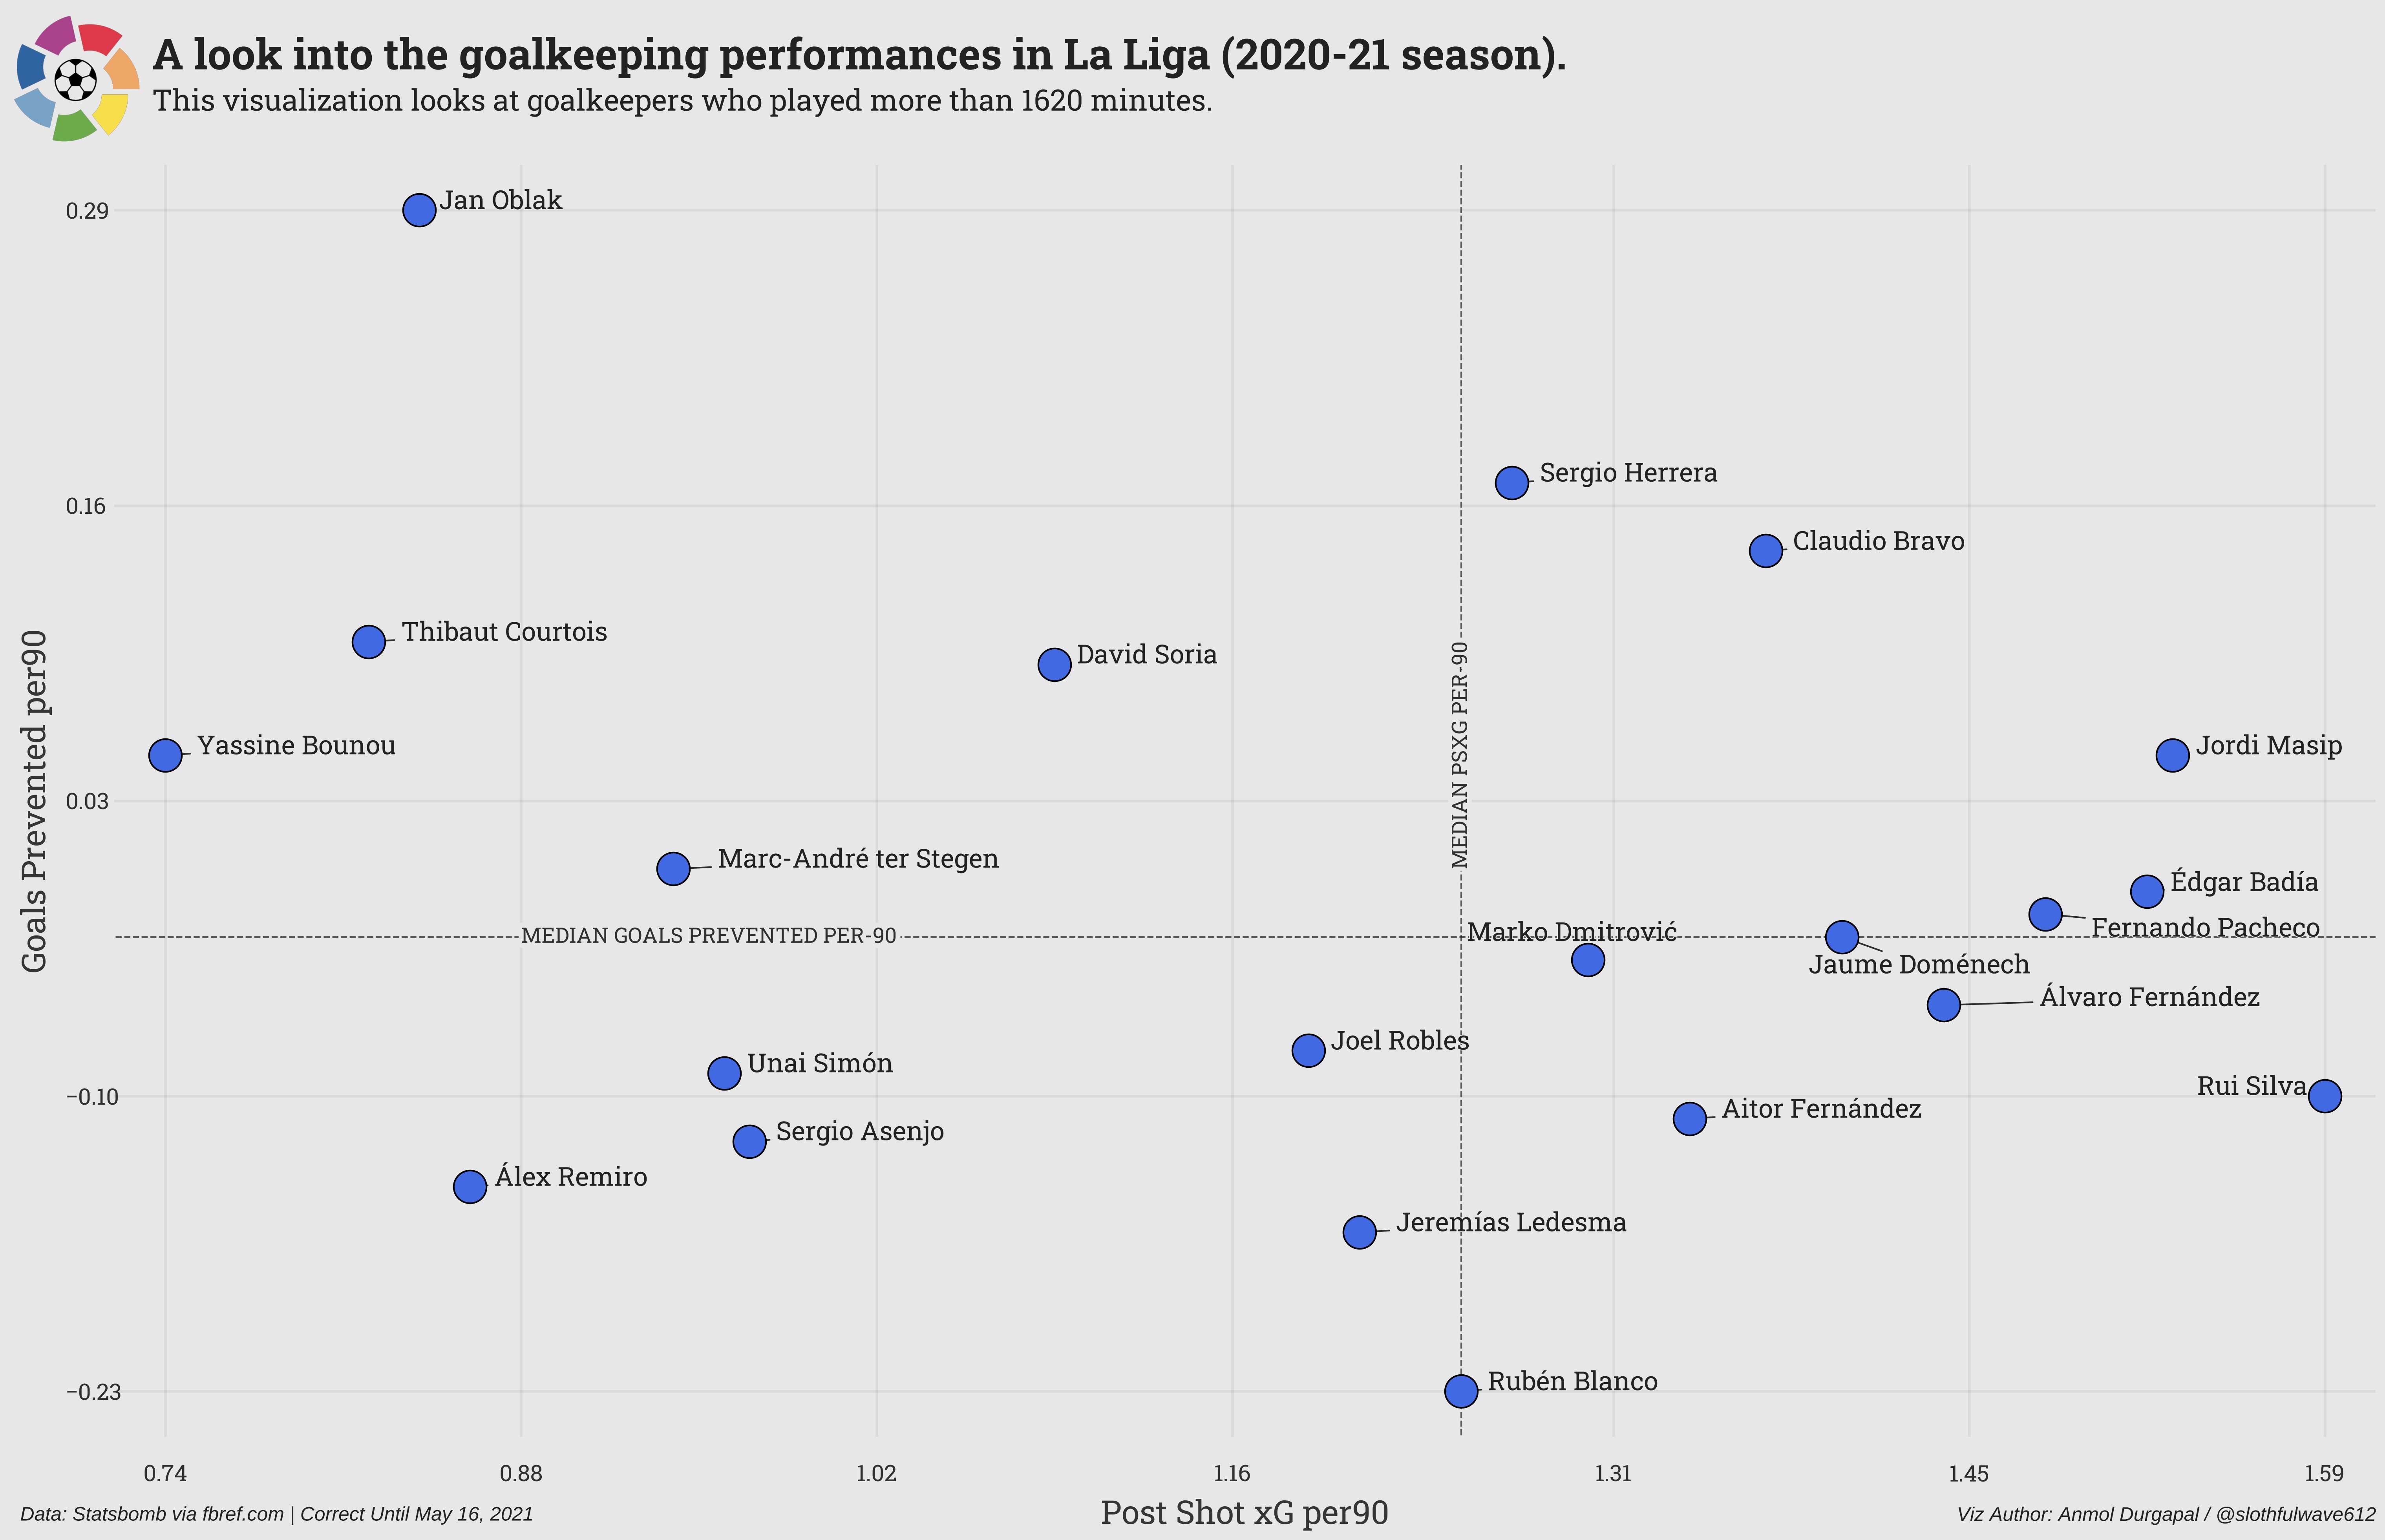 A look into the goalkeeping performances in La Liga (2020-21 season).
This visualization looks at goalkeepers who played more than 1620 minutes.
Jan Oblak
0.29
Sergio Herrera
0.16
Claudio Bravo
Thibaut Courtois
David Soria
Yassine Bounou
Jordi Masip
MEDIAN PSXG PER-90
Goals Prevented per90
0.03
Marc-André ter Stegen
Édgar Badía
Fernando Pacheco
MEDIAN GOALS PREVENTED PER-90
Marko Dmitrović
Jaume Doménech
Álvaro Fernández
Joel Robles
Unai Simón
Rui Silva
−0.10
Aitor Fernández
Sergio Asenjo
Álex Remiro
Jeremías Ledesma
Rubén Blanco
−0.23
0.74 0.88 1.02 1.16 1.31 1.45 1.59
Post Shot xG per90
Data: Statsbomb via fbref.com | Correct Until May 16, 2021
Viz Author: Anmol Durgapal / @slothfulwave612